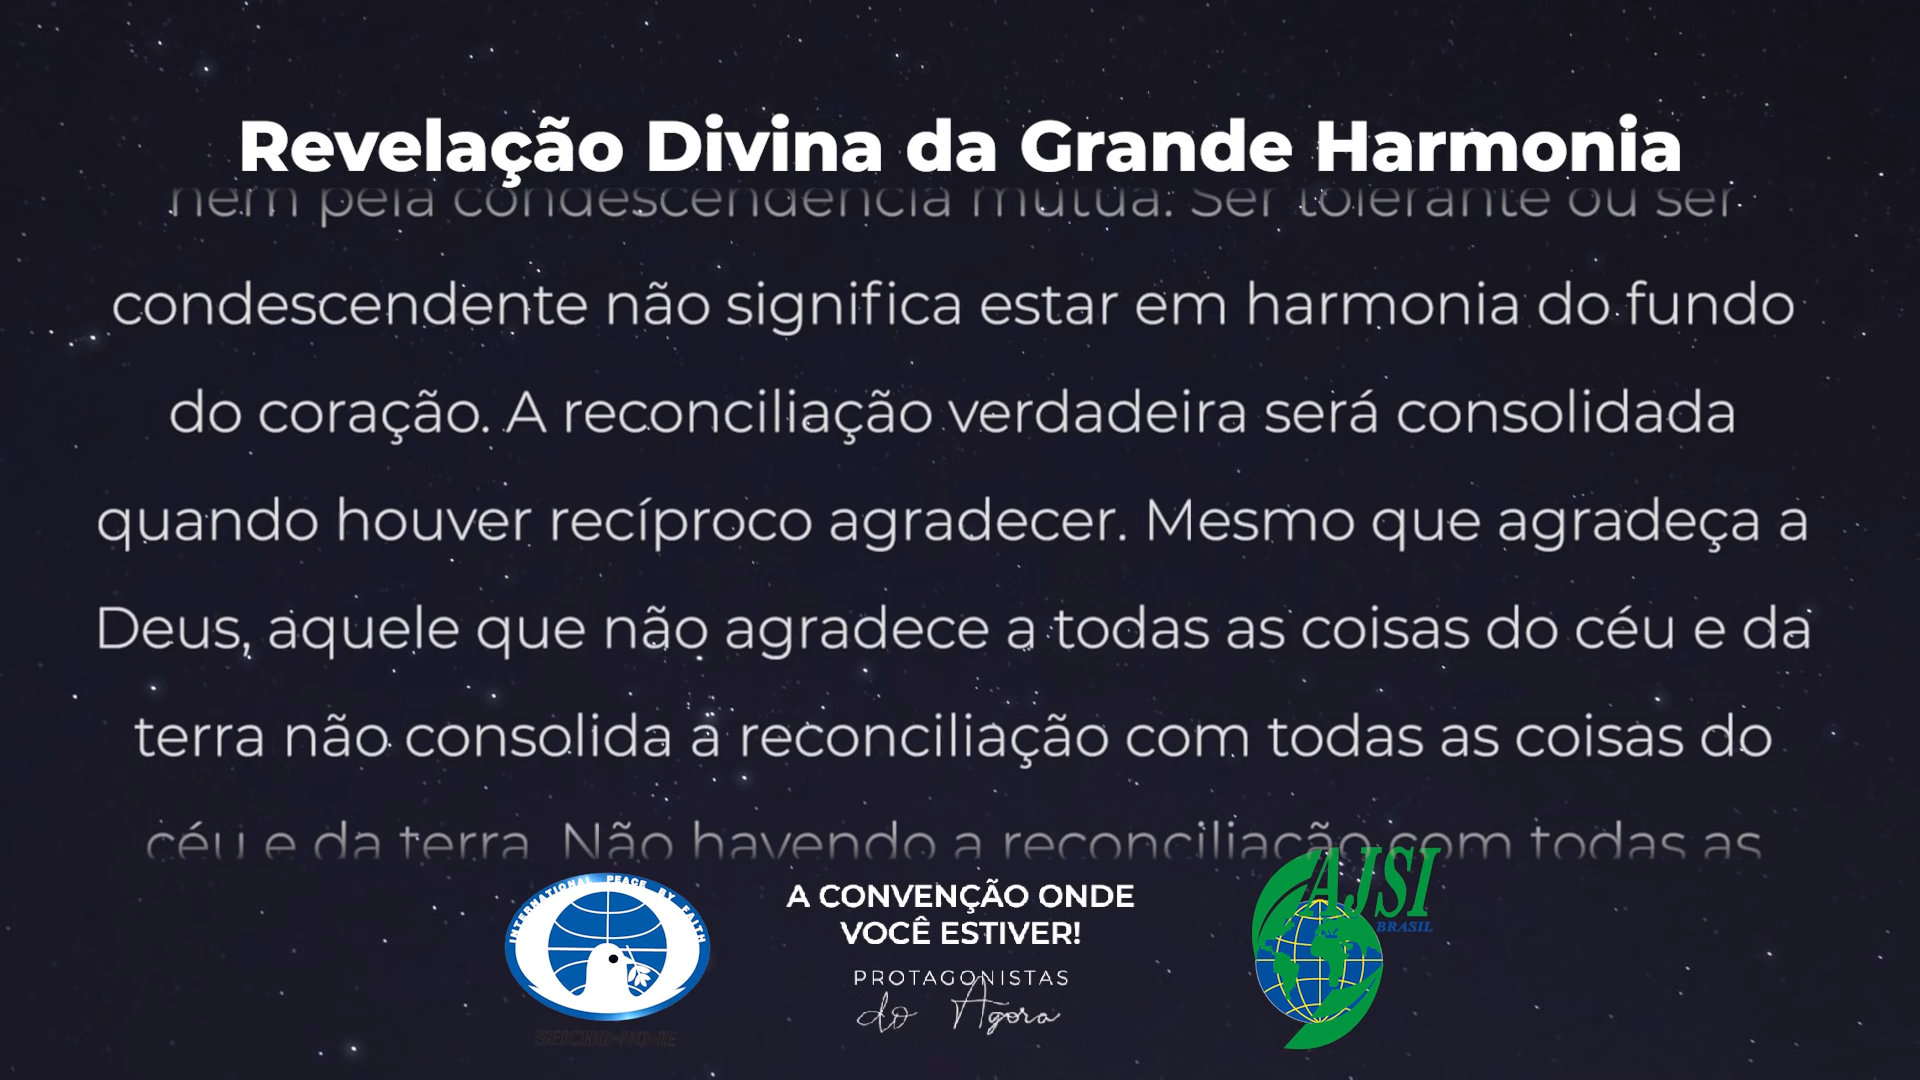 Revelação Divina da Grande Harmonia
nem pela condescendência mútua. Ser tolerante ou ser
condescendente não significa estar em harmonia do fundo
do coração. A reconciliação verdadeira será consolidada
quando houver recíproco agradecer. Mesmo que agradeça a
Deus, aquele que não agradece a todas as coisas do céu e da
terra não consolida a reconciliação com todas as coisas do
céu e da terra. Não havendo a reconciliação com todas as
INTERNATIONAL PEACE BY FAITH
A CONVENÇÃO ONDE
VOCÊ ESTIVER!
PROTAGONISTAS
do Agora
AJSI
BRASIL